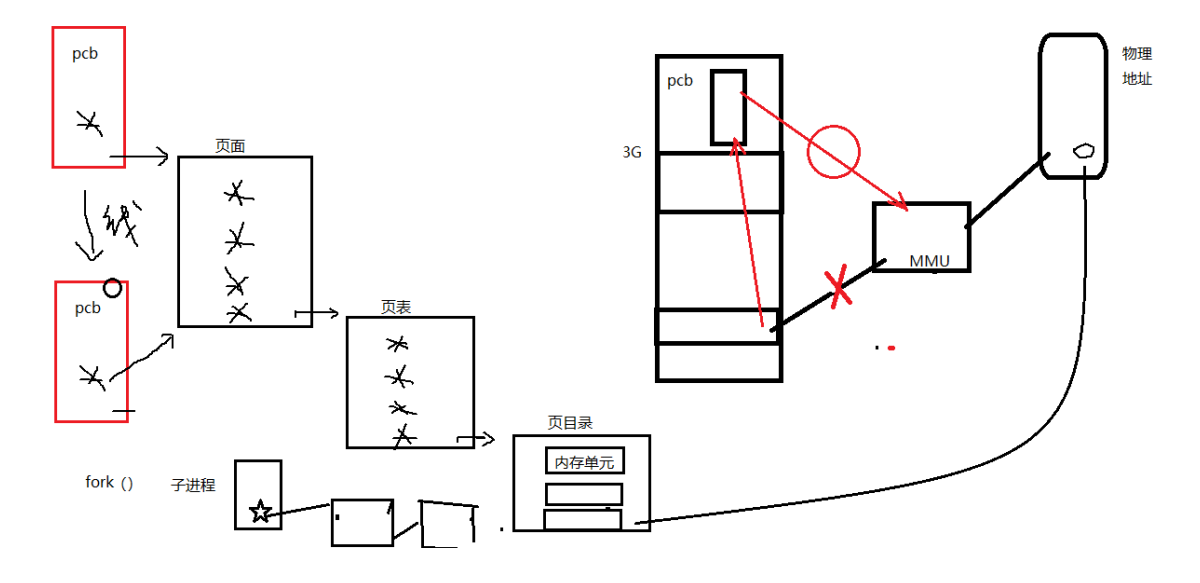 pcb
页面
线
pcb
页表
页目录
内存单元
fork ()
子进程
pcb
3G
MMU
物理
地址